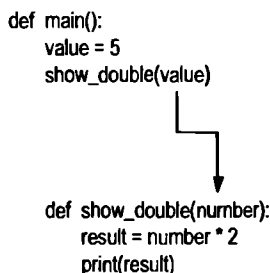 def main():
    value = 5
    show_double(value)
    def show_double(number):
        result = number * 2
        print(result)